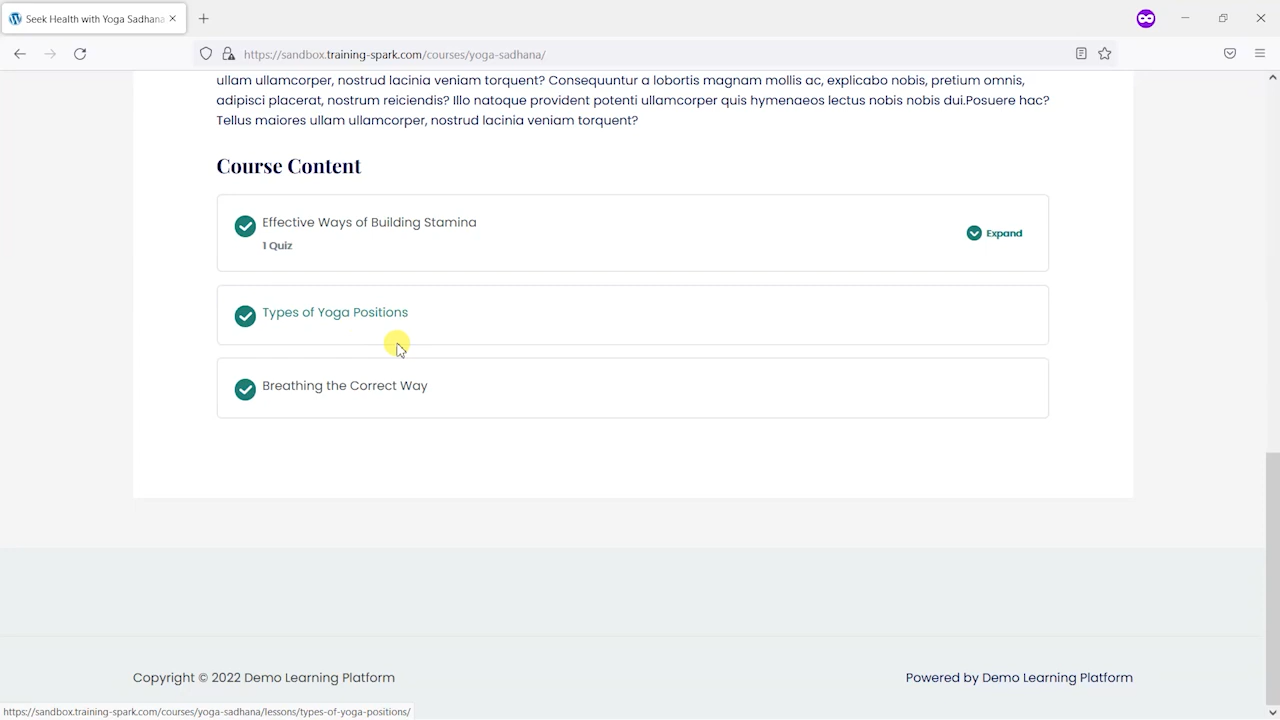 Seek Health with Yoga Sadhana
https://sandbox.training-spark.com/courses/yoga-sadhana/
ullam ullamcorper, nostrud lacinia veniam torquent? Consequuntur a lobortis magnam mollis ac, explicabo nobis, pretium omnis,
adipisci placerat, nostrum reiciendis? Illo natoque provident potenti ullamcorper quis hymenaeos lectus nobis nobis dui.Posuere hac?
Tellus maiores ullam ullamcorper, nostrud lacinia veniam torquent?
Course Content
Effective Ways of Building Stamina
1 Quiz
Expand
Types of Yoga Positions
Breathing the Correct Way
Copyright © 2022 Demo Learning Platform
Powered by Demo Learning Platform
https://sandbox.training-spark.com/courses/yoga-sadhana/lessons/types-of-yoga-positions/